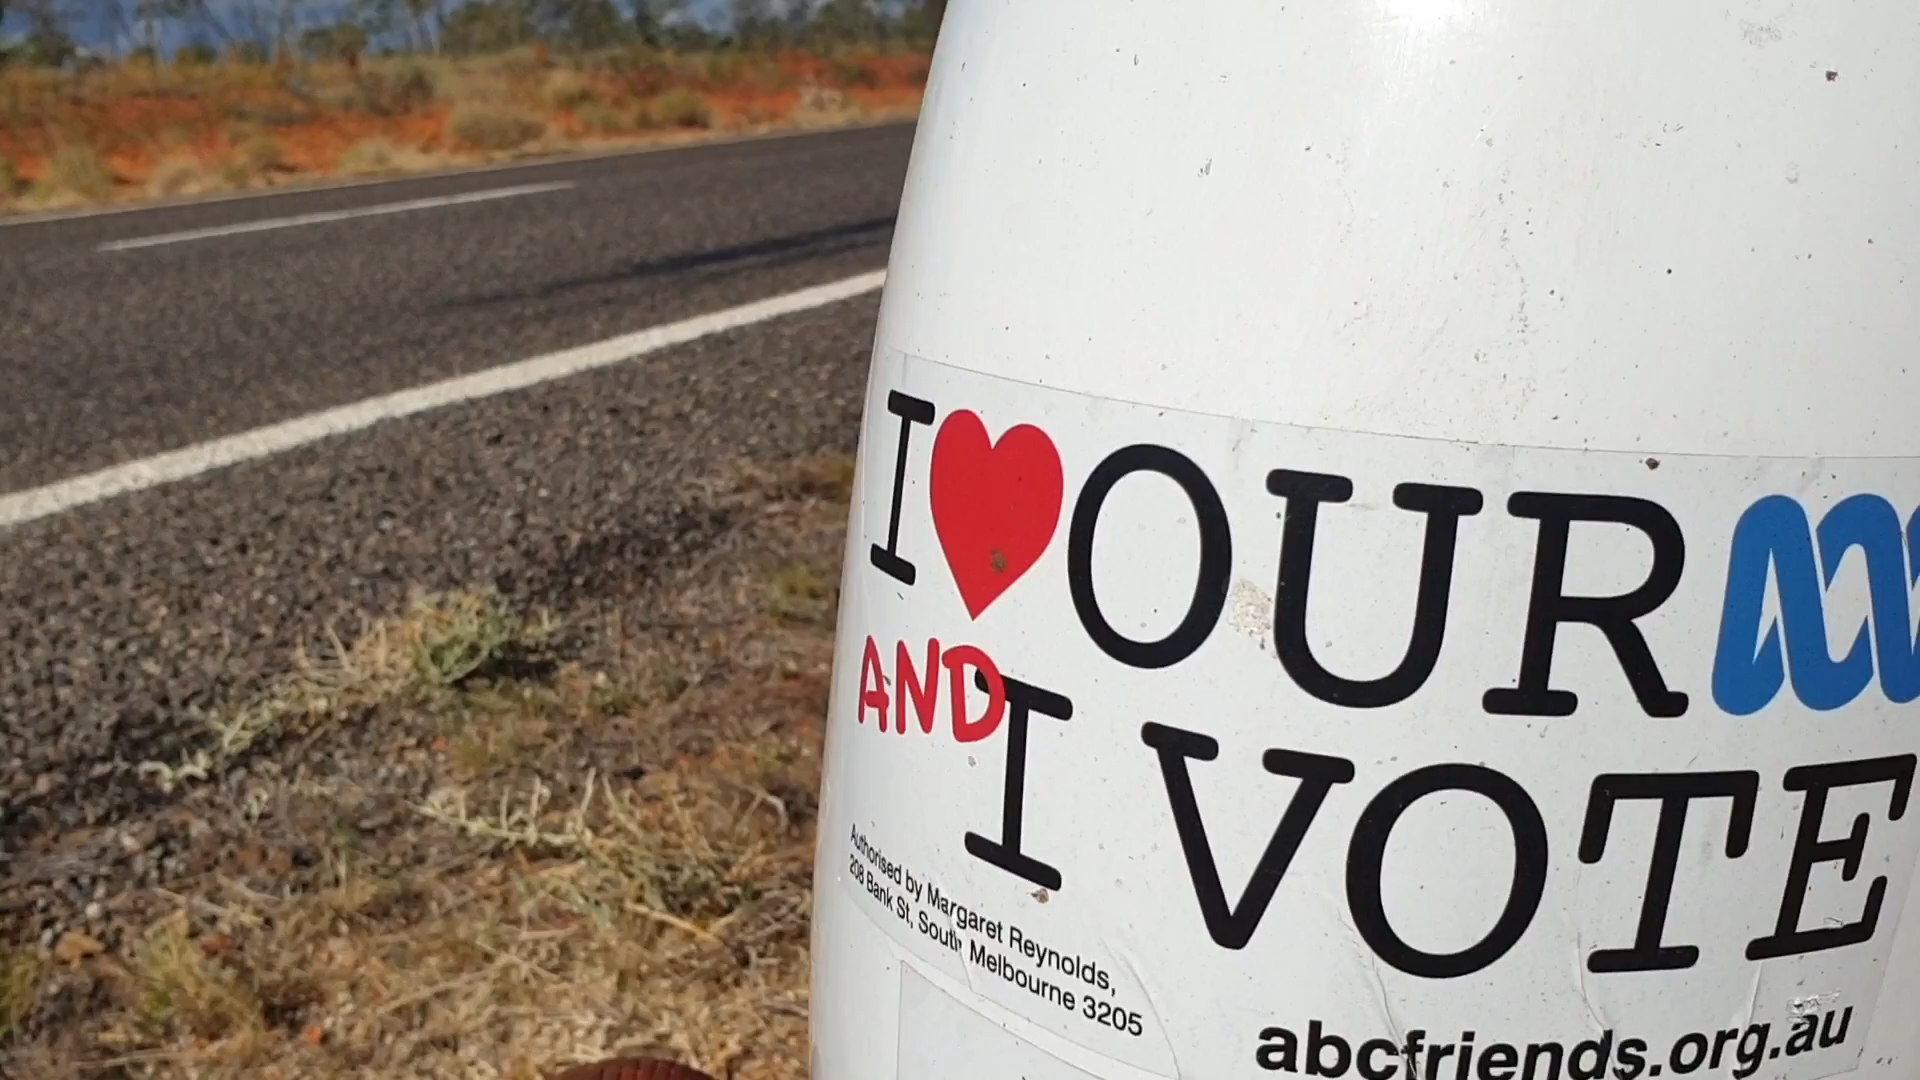 I OUR
AND I VOTE
Authorised by Margaret Reynolds,
208 Bank St, South Melbourne 3205
abcfriends.org.au